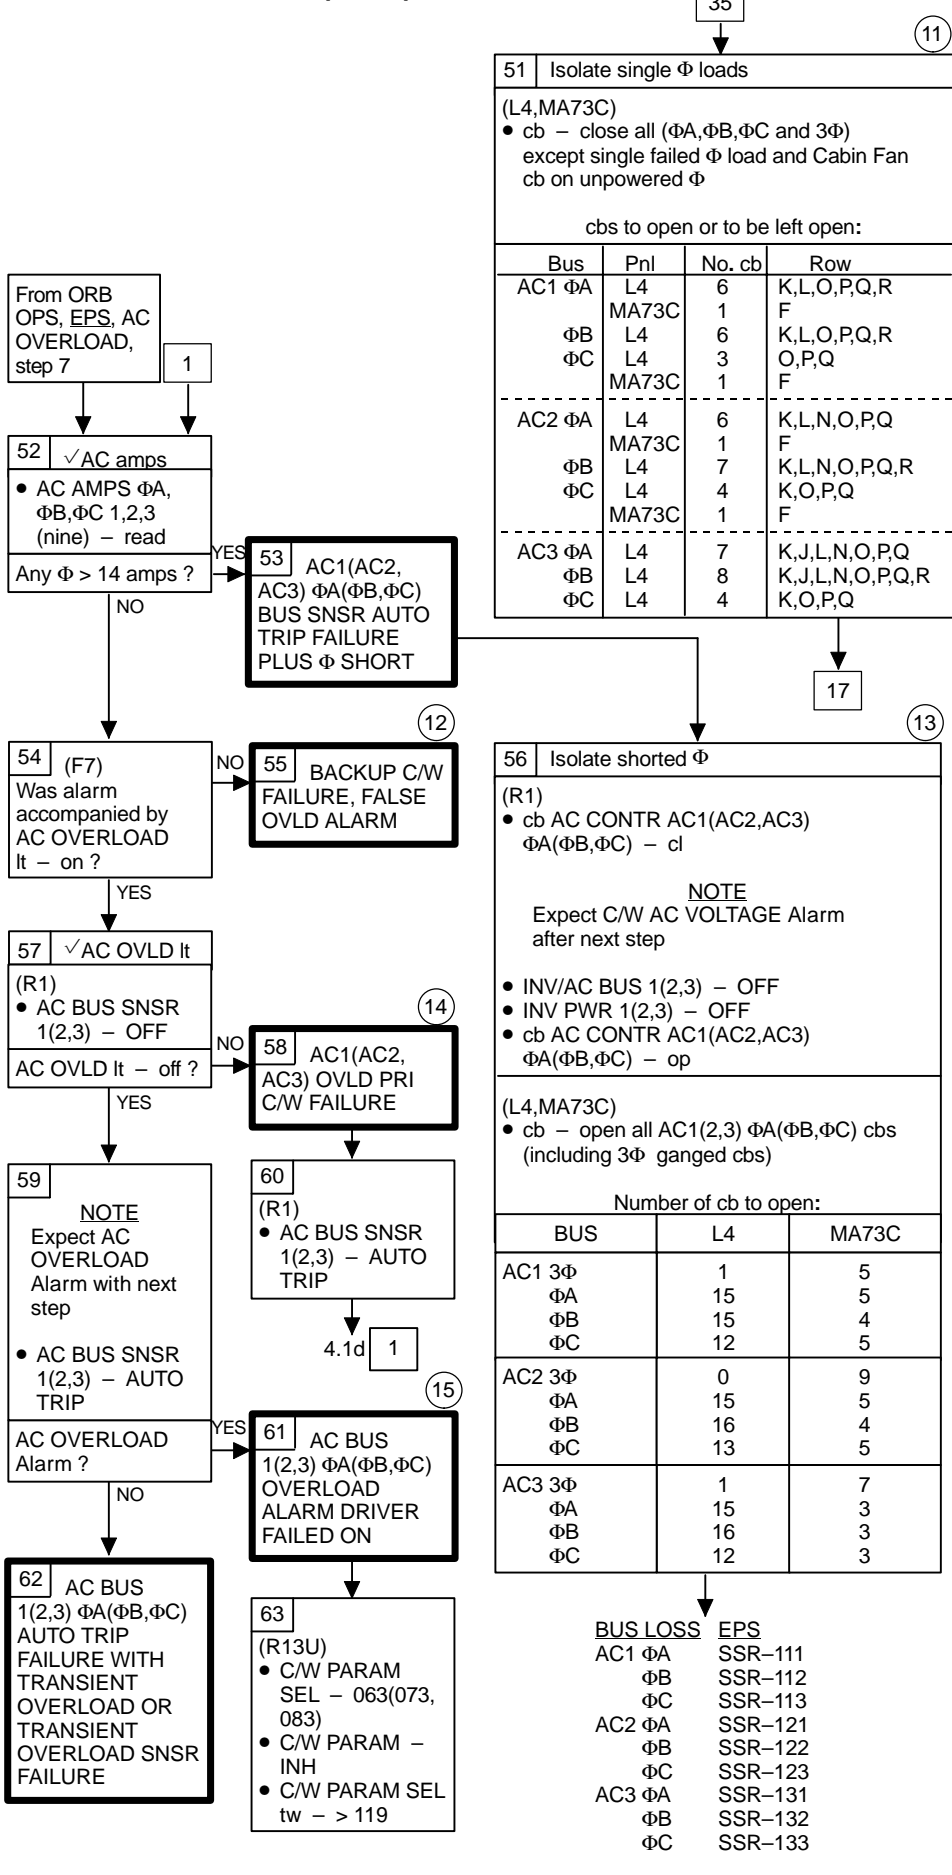 35
11
51 Isolate single Φ loads
(L4,MA73C)
• cb – close all (ΦA,ΦB,ΦC and 3Φ)
except single failed Φ load and Cabin Fan
cb on unpowered Φ
cbs to open or to be left open:
Bus Pnl No. cb Row
AC1 ΦA L4 6 K,L,O,P,Q,R
MA73C 1 F
ΦB L4 6 K,L,O,P,Q,R
ΦC L4 3 O,P,Q
MA73C 1 F
AC2 ΦA L4 6 K,L,N,O,P,Q
MA73C 1 F
ΦB L4 7 K,L,N,O,P,Q,R
ΦC L4 4 K,O,P,Q
MA73C 1 F
AC3 ΦA L4 7 K,J,L,N,O,P,Q
ΦB L4 8 K,J,L,N,O,P,Q,R
ΦC L4 4 K,O,P,Q
17
From ORB
OPS, EPS, AC
OVERLOAD,
step 7
1
52 √AC amps
• AC AMPS ΦA,
ΦB,ΦC 1,2,3
(nine) – read
Any Φ > 14 amps ?
YES
NO
53 AC1(AC2,
AC3) ΦA(ΦB,ΦC)
BUS SNSR AUTO
TRIP FAILURE
PLUS Φ SHORT
54 (F7)
Was alarm
accompanied by
AC OVERLOAD
lt – on ?
NO
YES
12
55 BACKUP C/W
FAILURE, FALSE
OVLD ALARM
13
56 Isolate shorted Φ
(R1)
• cb AC CONTR AC1(AC2,AC3)
ΦA(ΦB,ΦC) – cl
NOTE
Expect C/W AC VOLTAGE Alarm
after next step
• INV/AC BUS 1(2,3) – OFF
• INV PWR 1(2,3) – OFF
• cb AC CONTR AC1(AC2,AC3)
ΦA(ΦB,ΦC) – op
(L4,MA73C)
• cb – open all AC1(2,3) ΦA(ΦB,ΦC) cbs
(including 3Φ ganged cbs)
Number of cb to open:
BUS L4 MA73C
AC1 3Φ 1 5
ΦA 15 5
ΦB 15 4
ΦC 12 5
AC2 3Φ 0 9
ΦA 15 5
ΦB 16 4
ΦC 13 5
AC3 3Φ 1 7
ΦA 15 3
ΦB 16 3
ΦC 12 3
BUS LOSS EPS
AC1 ΦA SSR–111
ΦB SSR–112
ΦC SSR–113
AC2 ΦA SSR–121
ΦB SSR–122
ΦC SSR–123
AC3 ΦA SSR–131
ΦB SSR–132
ΦC SSR–133
57 √AC OVLD lt
(R1)
• AC BUS SNSR
1(2,3) – OFF
AC OVLD lt – off ?
NO
YES
14
58 AC1(AC2,
AC3) OVLD PRI
C/W FAILURE
60
(R1)
• AC BUS SNSR
1(2,3) – AUTO
TRIP
4.1d 1
59
NOTE
Expect AC
OVERLOAD
Alarm with next
step
• AC BUS SNSR
1(2,3) – AUTO
TRIP
AC OVERLOAD
Alarm ?
YES
NO
15
61 AC BUS
1(2,3) ΦA(ΦB,ΦC)
OVERLOAD
ALARM DRIVER
FAILED ON
62 AC BUS
1(2,3) ΦA(ΦB,ΦC)
AUTO TRIP
FAILURE WITH
TRANSIENT
OVERLOAD OR
TRANSIENT
OVERLOAD SNSR
FAILURE
63
(R13U)
• C/W PARAM
SEL – 063(073,
083)
• C/W PARAM –
INH
• C/W PARAM SEL
tw – > 119